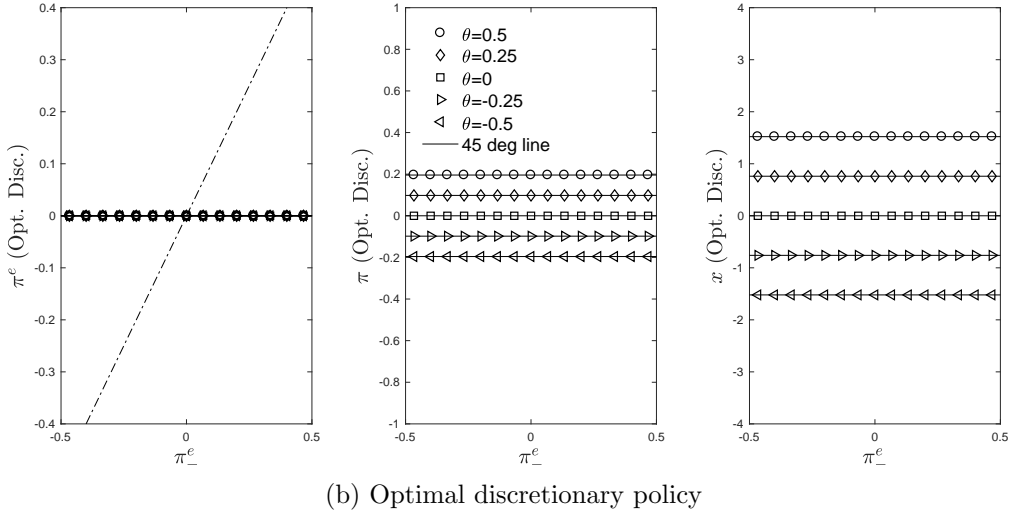 π^e (Opt. Disc.)
0.4
0.3
0.2
0.1
0
-0.1
-0.2
-0.3
-0.4
-0.5
0
0.5
π^e_−
π (Opt. Disc.)
1
0.8
0.6
0.4
0.2
0
-0.2
-0.4
-0.6
-0.8
-1
θ=0.5
θ=0.25
θ=0
θ=-0.25
θ=-0.5
45 deg line
-0.5
0
0.5
π^e_−
x (Opt. Disc.)
4
3
2
1
0
-1
-2
-3
-4
-0.5
0
0.5
π^e_−
(b) Optimal discretionary policy